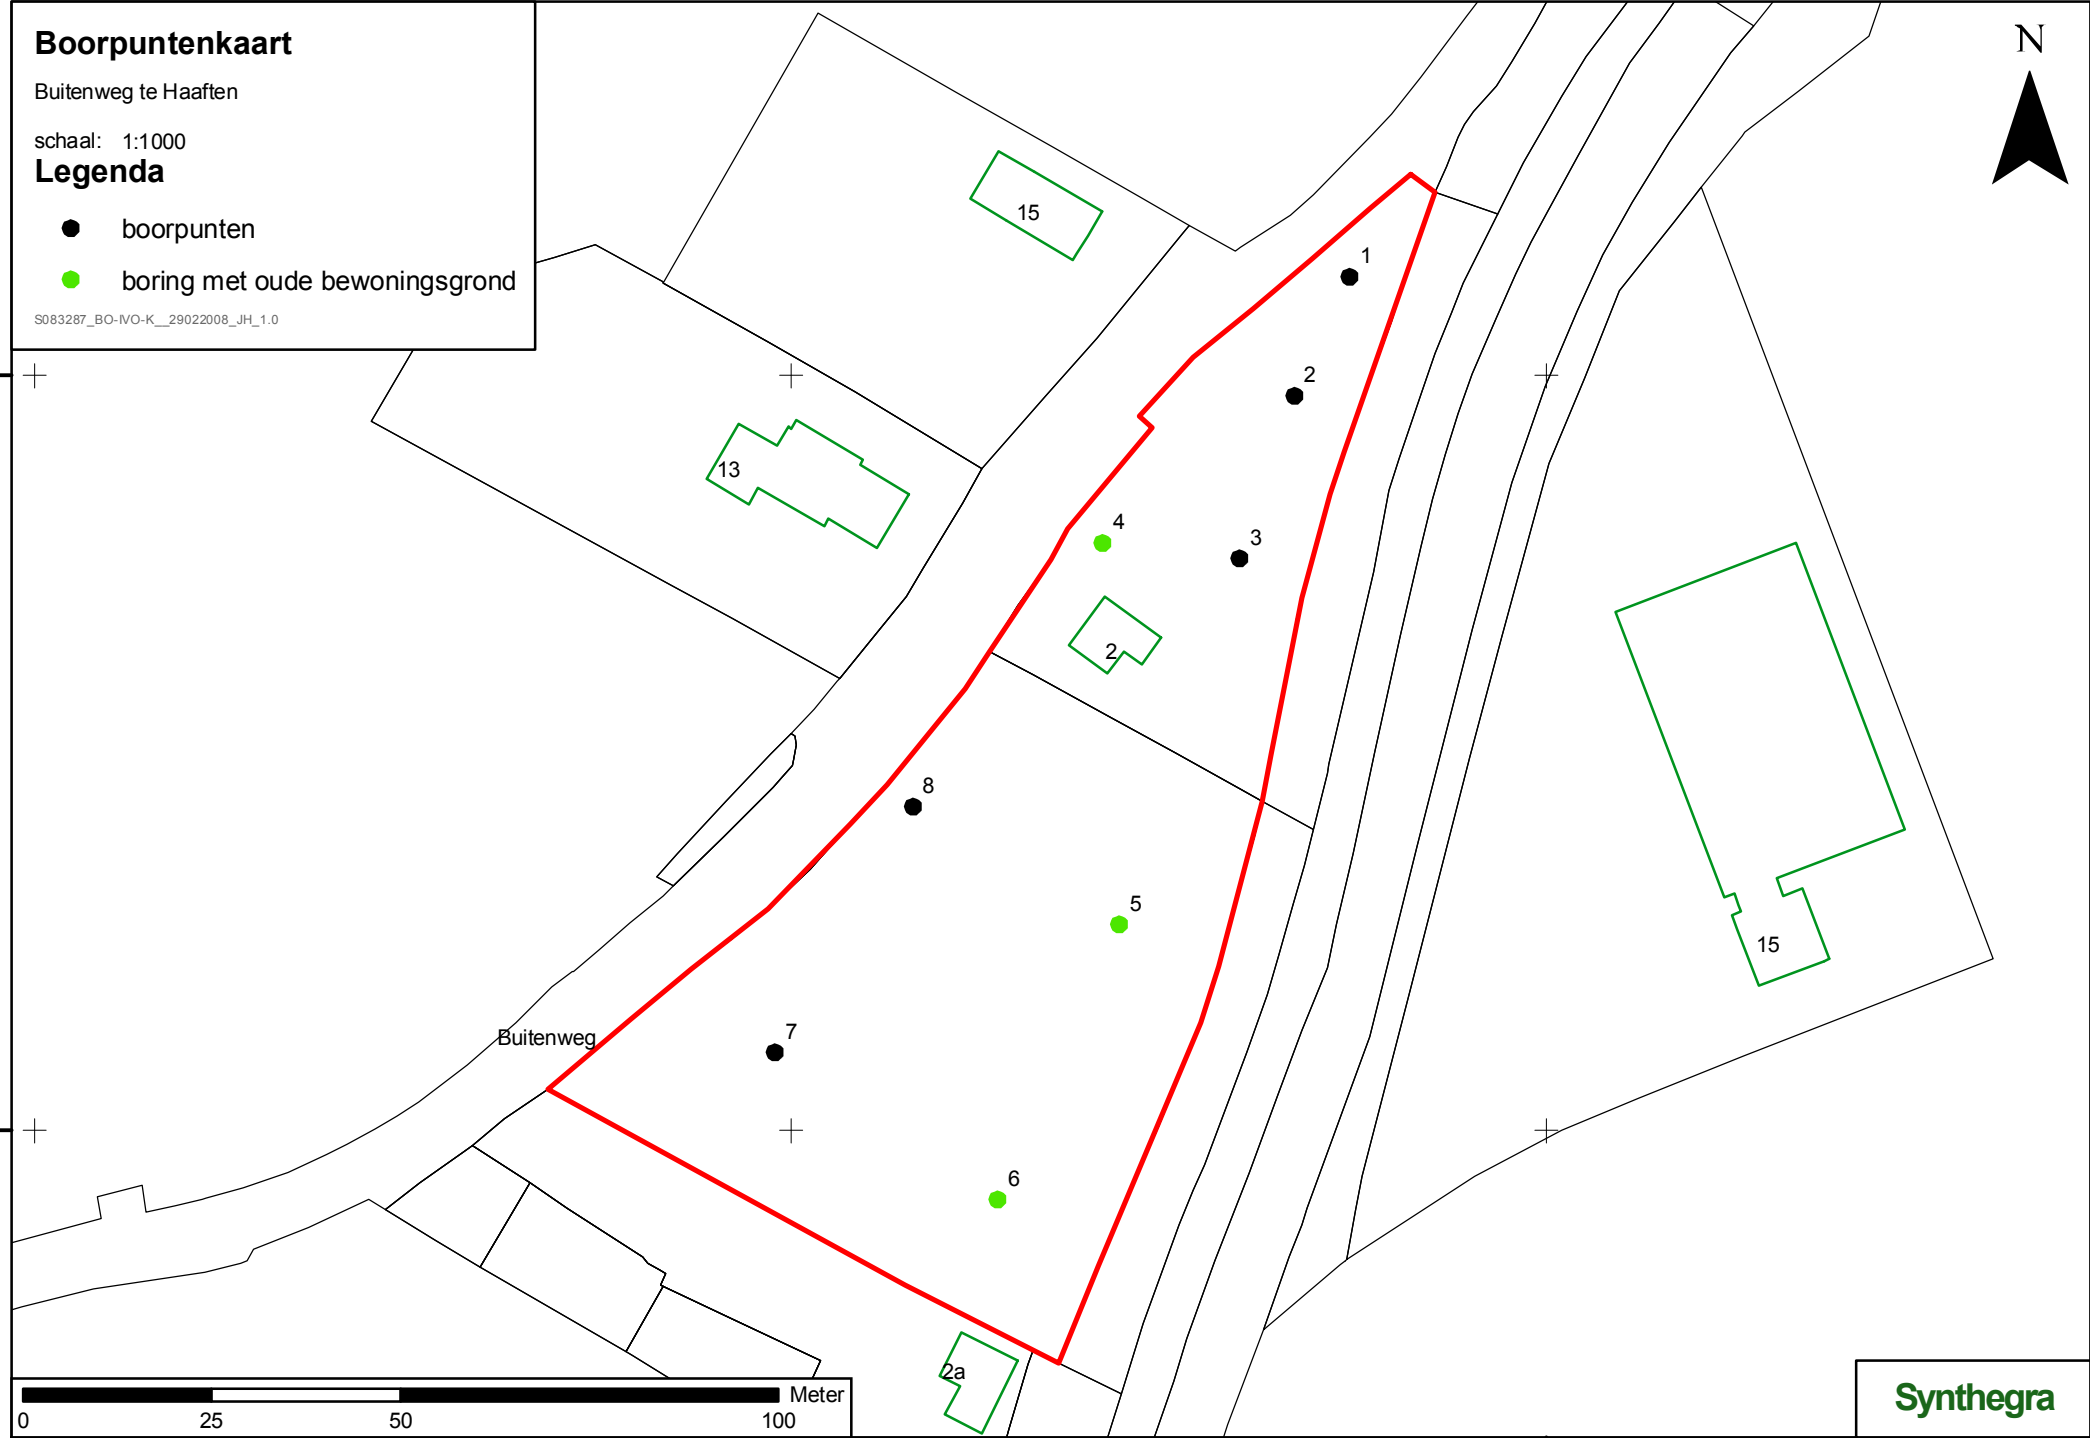 Boorpuntenkaart
Buitenweg te Haaften
schaal: 1:1000
Legenda
boorpunten
boring met oude bewoningsgrond
S083287_BO-IVO-K__29022008_JH_1.0
N
15
1
2
13
4
3
2
8
5
15
7
Buitenweg
6
2a
Meter
0 25 50 100
Synthegra